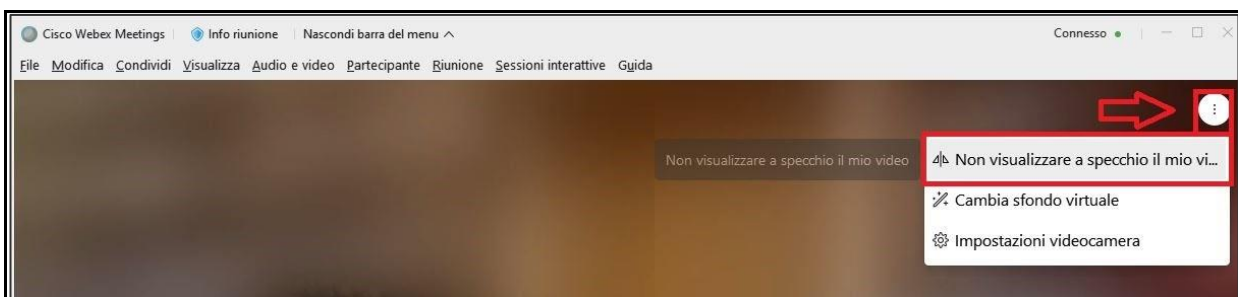 Cisco Webex Meetings Info riunione Nascondi barra del menu Connesso
File Modifica Condividi Visualizza Audio e video Partecipante Riunione Sessioni interattive Guida
Non visualizzare a specchio il mio video Non visualizzare a specchio il mio vi...
Cambia sfondo virtuale
Impostazioni videocamera